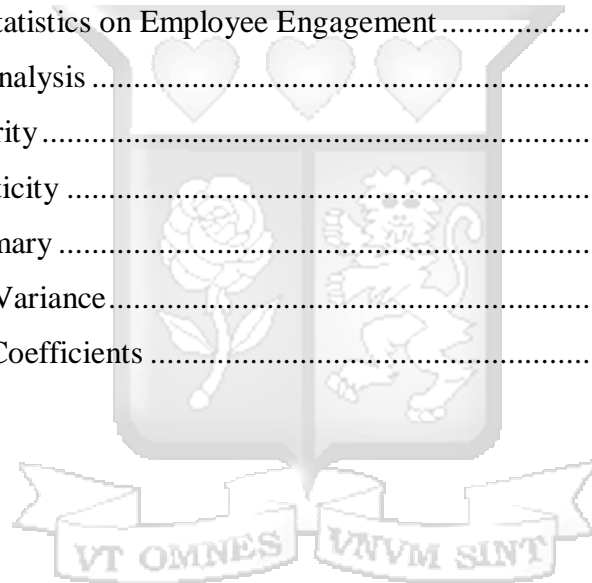 tatistics on Employee Engagement ..................
nalysis ............................................................
rity ...................................................................
ticity ...............................................................
mary .................................................................
Variance...........................................................
Coefficients ......................................................
VT OMNES VNVM SINT